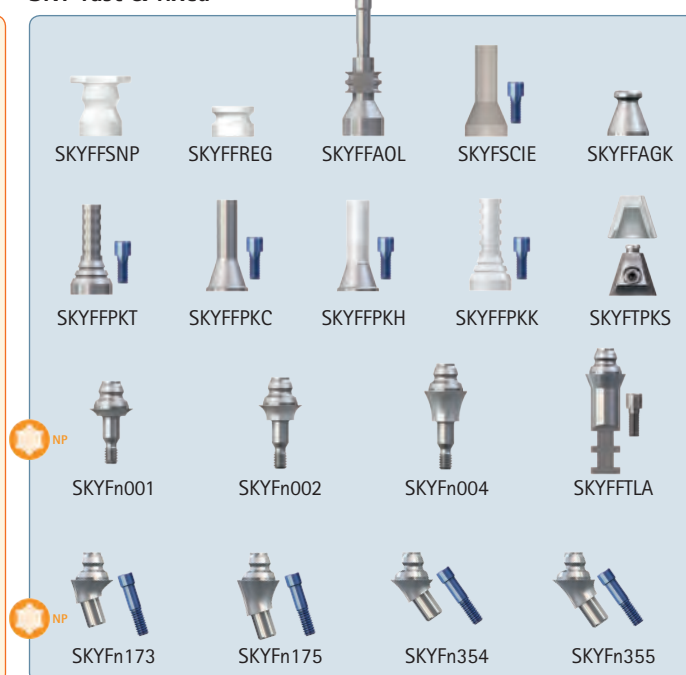 SKYFFSNP SKYFFREG SKYFFAOL SKYFSCIE SKYFFAGK
SKYFFPKT SKYFFPKC SKYFFPKH SKYFFPKK SKYFTPKS
NP
SKYFn001 SKYFn002 SKYFn004 SKYFFTLA
NP
SKYFn173 SKYFn175 SKYFn354 SKYFn355